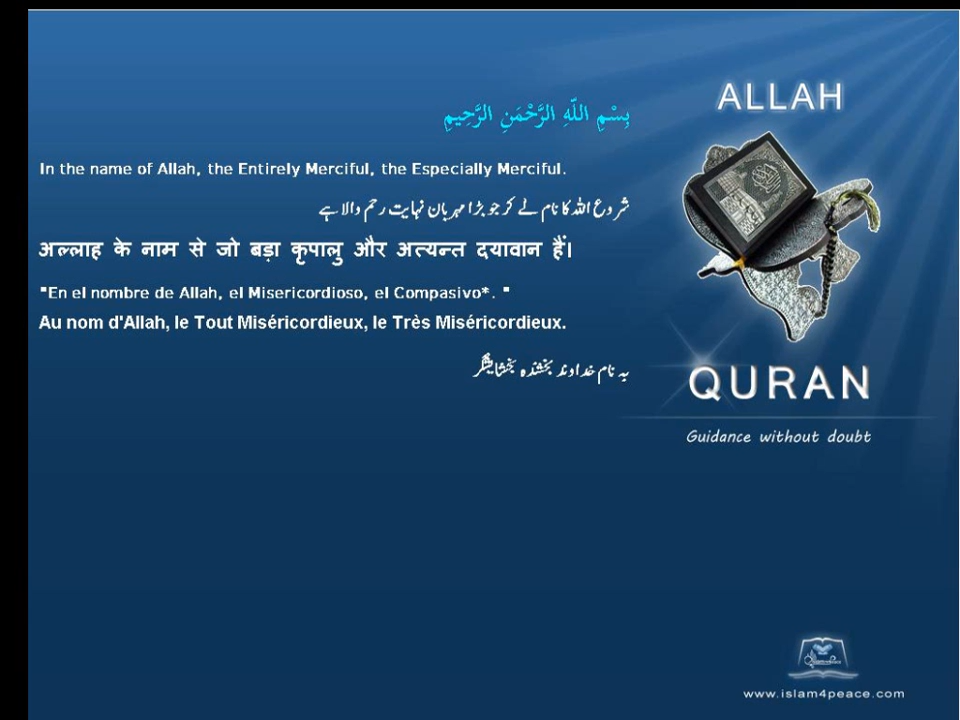 بِسْمِ اللَّهِ الرَّحْمَنِ الرَّحِيمِ
In the name of Allah, the Entirely Merciful, the Especially Merciful.
شروع اللہ کا نام لے کر جو بڑا مہربان نہایت رحم والا ہے
अल्लाह के नाम से जो बड़ा कृपालु और अत्यन्त दयावान हैं।
"En el nombre de Allah, el Misericordioso, el Compasivo*. "
Au nom d'Allah, le Tout Miséricordieux, le Très Miséricordieux.
به نام خداوند بخشنده بخشایشگر
ALLAH
QURAN
Guidance without doubt
www.islam4peace.com